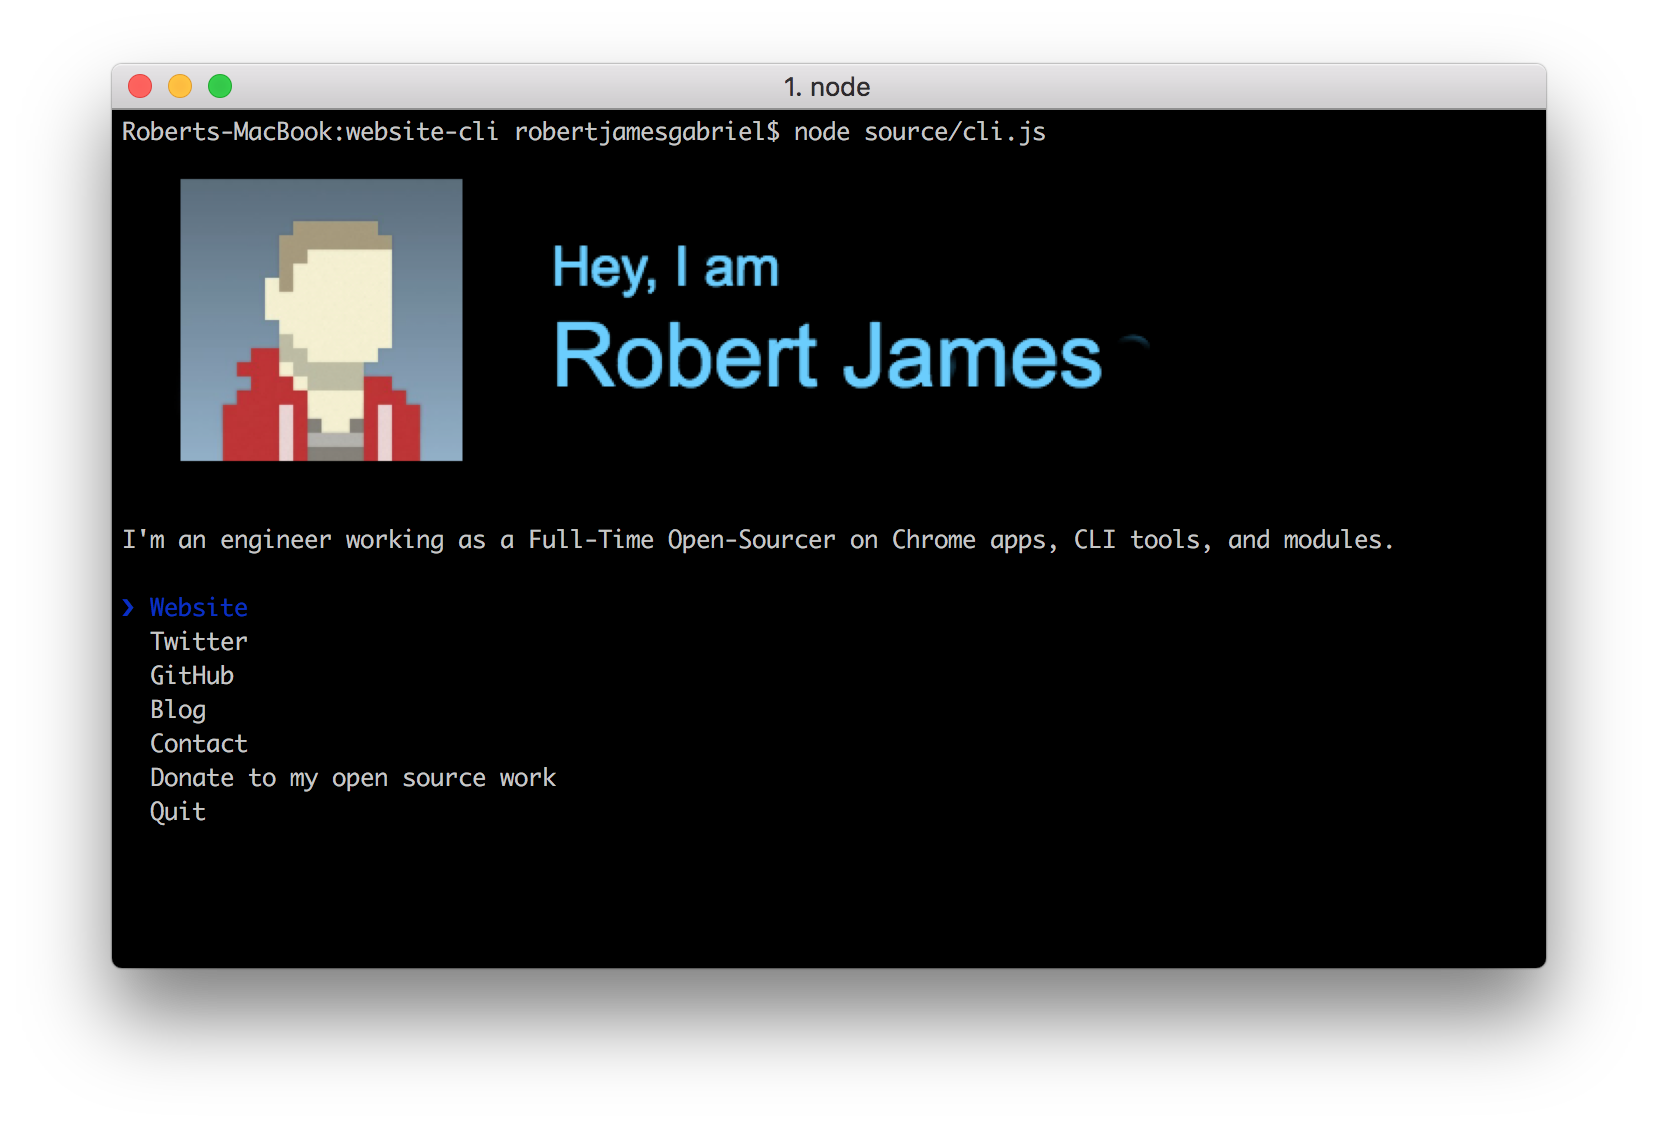 1. node
Roberts-MacBook:website-cli robertjamesgabriel$ node source/cli.js
Hey, I am
Robert James
I'm an engineer working as a Full-Time Open-Sourcer on Chrome apps, CLI tools, and modules.
❯ Website
Twitter
GitHub
Blog
Contact
Donate to my open source work
Quit